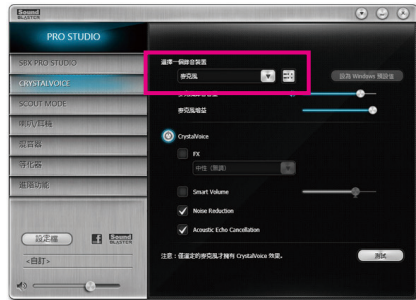 Sound
BLASTER
PRO STUDIO
SBX PRO STUDIO
CRYSTALVOICE
SCOUT MODE
喇叭/耳機
混音器
等化器
進階功能
設定檔
Sound
BLASTER
<自訂>
選擇一個錄音裝置
麥克風
設為 Windows 預設值
麥克風增益
CrystalVoice
FX
中性（預設）
Smart Volume
Noise Reduction
Acoustic Echo Cancellation
注意：僅選定的麥克風才擁有 CrystalVoice 效果。
測試